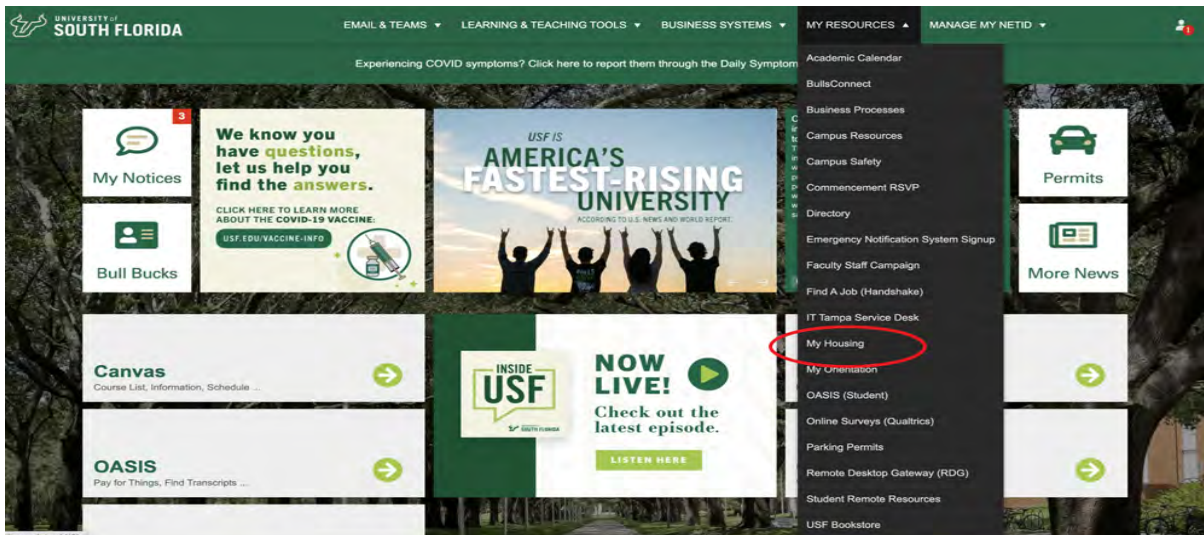 UNIVERSITY of
SOUTH FLORIDA
EMAIL & TEAMS
LEARNING & TEACHING TOOLS
BUSINESS SYSTEMS
MY RESOURCES
MANAGE MY NETID
1
Experiencing COVID symptoms? Click here to report them through the Daily Symptom
Academic Calendar
BullsConnect
Business Processes
Campus Resources
Campus Safety
Commencement RSVP
Directory
Emergency Notification System Signup
Faculty Staff Campaign
Find A Job (Handshake)
IT Tampa Service Desk
My Housing
My Orientation
OASIS (Student)
Online Surveys (Qualtrics)
Parking Permits
Remote Desktop Gateway (RDG)
Student Remote Resources
USF Bookstore
3
My Notices
Bull Bucks
We know you
have questions,
let us help you
find the answers.
CLICK HERE TO LEARN MORE
ABOUT THE COVID-19 VACCINE:
USF.EDU/VACCINE-INFO
USF IS
AMERICA'S
FASTEST-RISING
UNIVERSITY
ACCORDING TO U.S. NEWS AND WORLD REPORT.
Permits
More News
Canvas
Course List, Information, Schedule ...
OASIS
Pay for Things, Find Transcripts ...
INSIDE
USF
SOUTH FLORIDA
NOW
LIVE!
Check out the
latest episode.
LISTEN HERE